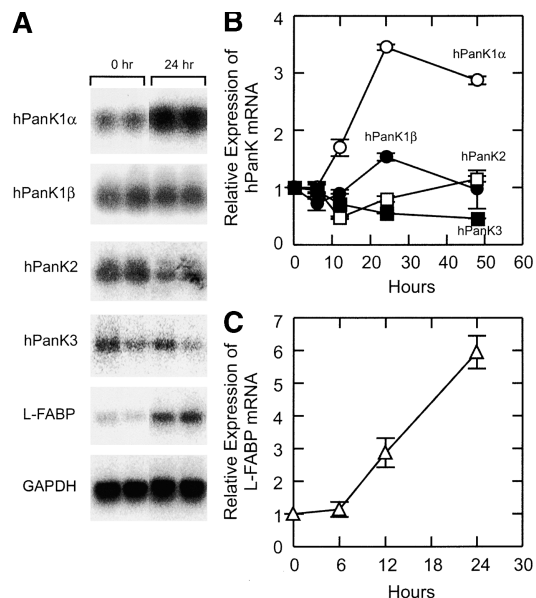 A
0 hr 24 hr
hPanK1α
hPanK1β
hPanK2
hPanK3
L-FABP
GAPDH
B
Relative Expression of
hPanK mRNA
4
3
2
1
0
hPanK1α
hPanK1β
hPanK2
hPanK3
0 10 20 30 40 50 60
Hours
C
Relative Expression of
L-FABP mRNA
7
6
5
4
3
2
1
0
0 6 12 18 24 30
Hours